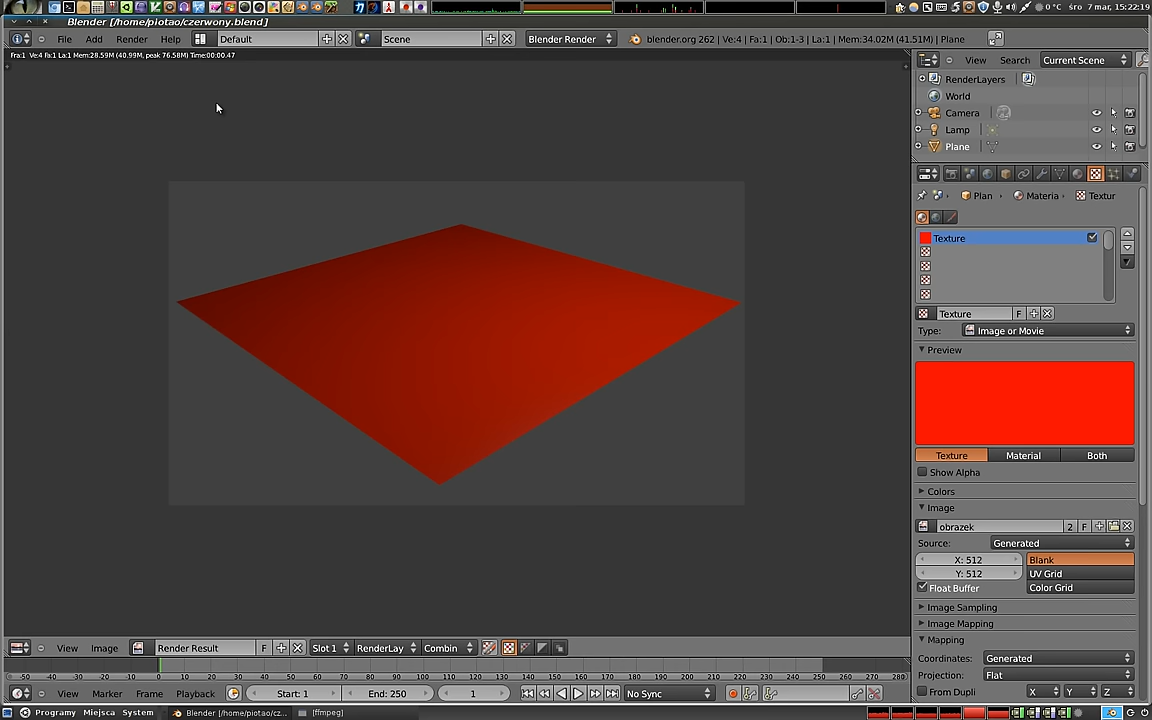 0°C śro 7 mar, 15:22:19
Blender [/home/piotao/czerwony.blend]
File Add Render Help Default Scene Blender Render blender.org 262 | Ve:4 | Fa:1 | Ob:1-3 | La:1 | Mem:34.02M (41.51M) | Plane
Fra:1 Ve:4 Fa:1 La:1 Mem:28.59M (40.99M, peak 76.58M) Time:00:00.47
View Search Current Scene
RenderLayers
World
Camera
Lamp
Plane
Plan Materia Textur
Texture
Texture F
Type: Image or Movie
Preview
Texture Material Both
Show Alpha
Colors
Image
obrazek 2 F
Source: Generated
X: 512 Blank
Y: 512 UV Grid
Float Buffer Color Grid
Image Sampling
Image Mapping
Mapping
Coordinates: Generated
Projection: Flat
From Dupli X Y Z
View Image Render Result F Slot 1 RenderLay Combin
-50 -40 -30 -20 -10 0 10 20 30 40 50 60 70 80 90 100 110 120 130 140 150 160 170 180 190 200 210 220 230 240 250 260 270 280
View Marker Frame Playback Start: 1 End: 250 1 No Sync
Programy Miejsca System Blender [/home/piotao/cz... [ffmpeg]